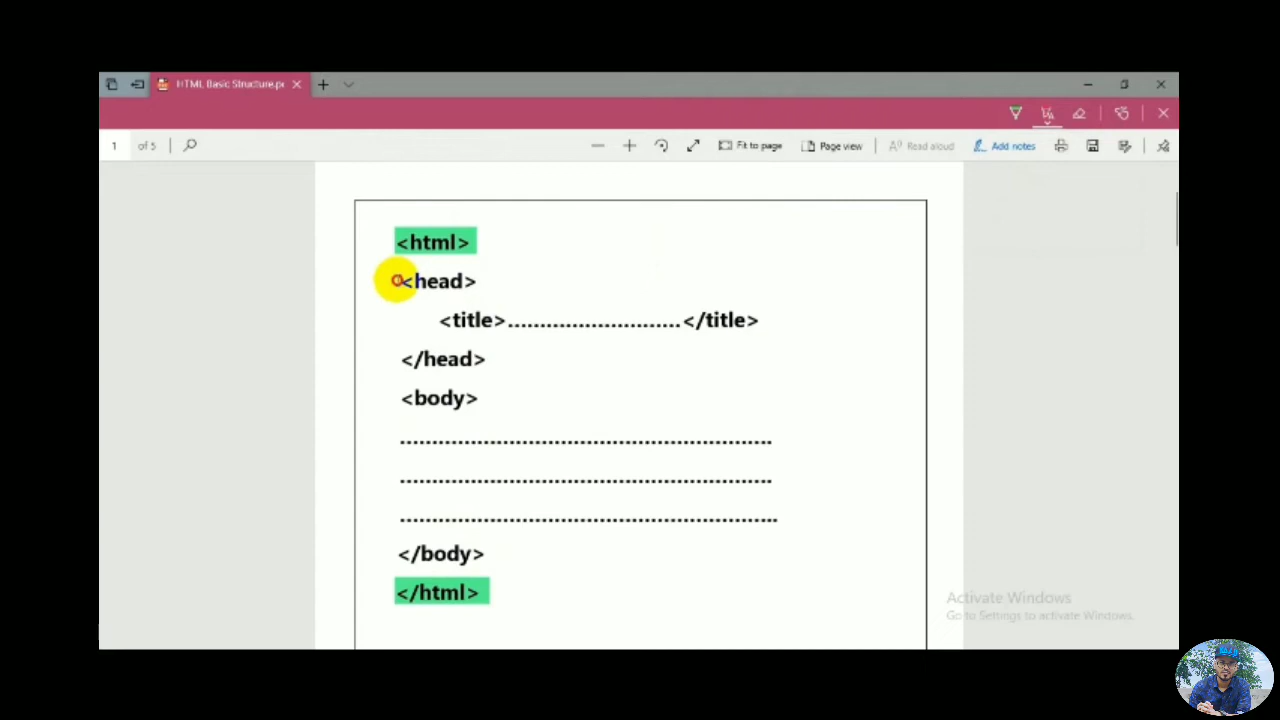 HTML Basic Structure.pc
1 of 5 Fit to page Page view Read aloud Add notes
<html>
<head>
<title>...........................</title>
</head>
<body>
..........................................................
..........................................................
...........................................................
</body>
</html>
Activate Windows
Go to Settings to activate Windows.